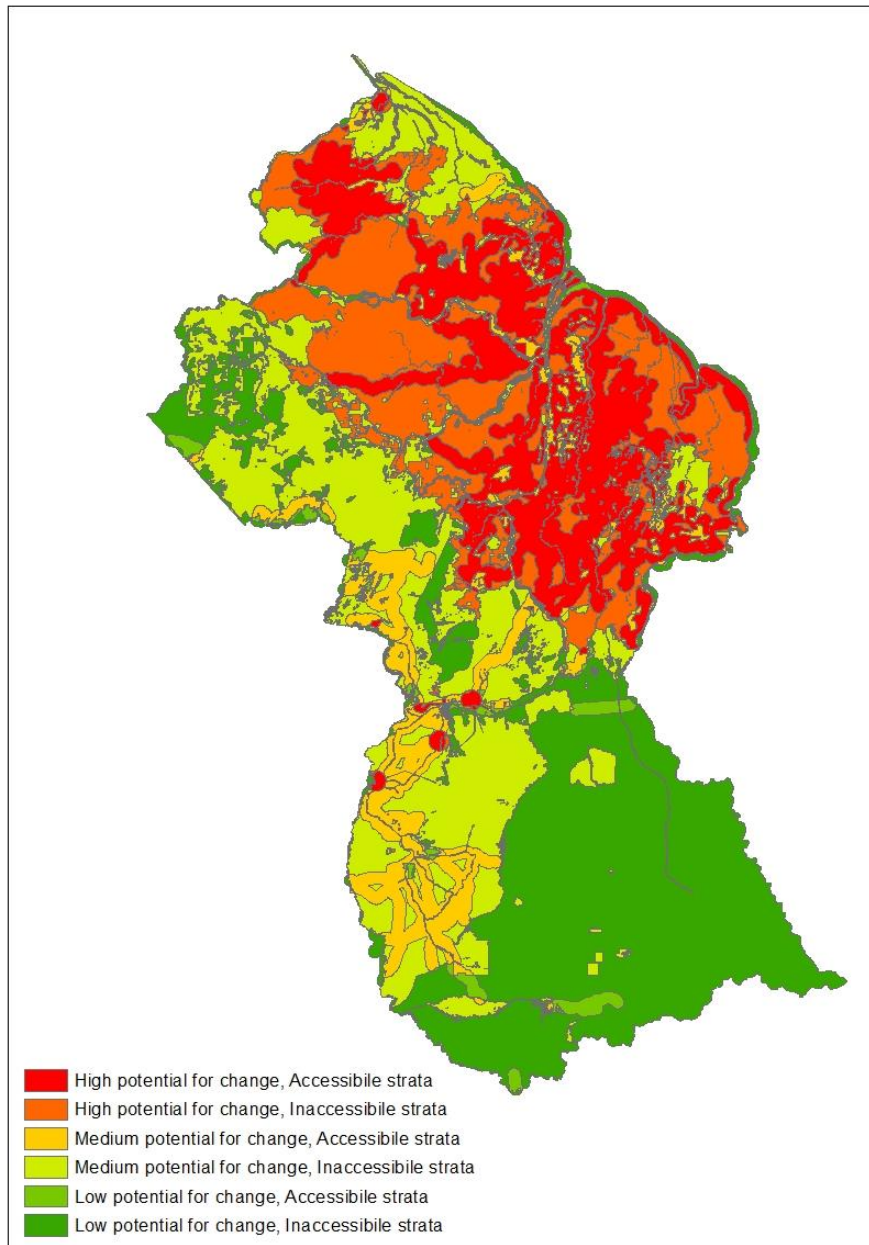 High potential for change, Accessibile strata
High potential for change, Inaccessibile strata
Medium potential for change, Accessibile strata
Medium potential for change, Inaccessibile strata
Low potential for change, Accessibile strata
Low potential for change, Inaccessibile strata